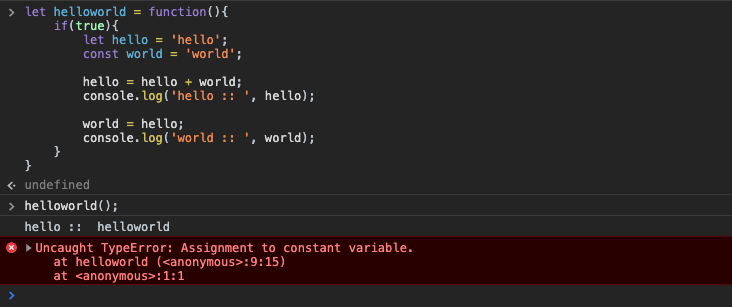 > let helloworld = function(){
    if(true){
        let hello = 'hello';
        const world = 'world';

        hello = hello + world;
        console.log('hello :: ', hello);

        world = hello;
        console.log('world :: ', world);
    }
}
undefined
> helloworld();
hello ::  helloworld
Uncaught TypeError: Assignment to constant variable.
    at helloworld (<anonymous>:9:15)
    at <anonymous>:1:1
>